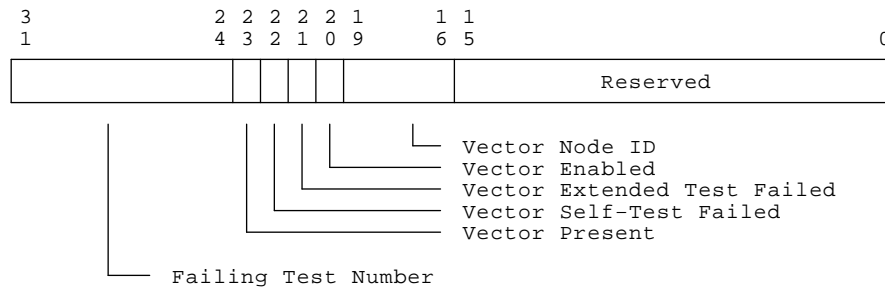 3 2 2 2 2 2 1 1 1
1 4 3 2 1 0 9 6 5 0
Reserved
Vector Node ID
Vector Enabled
Vector Extended Test Failed
Vector Self-Test Failed
Vector Present
Failing Test Number